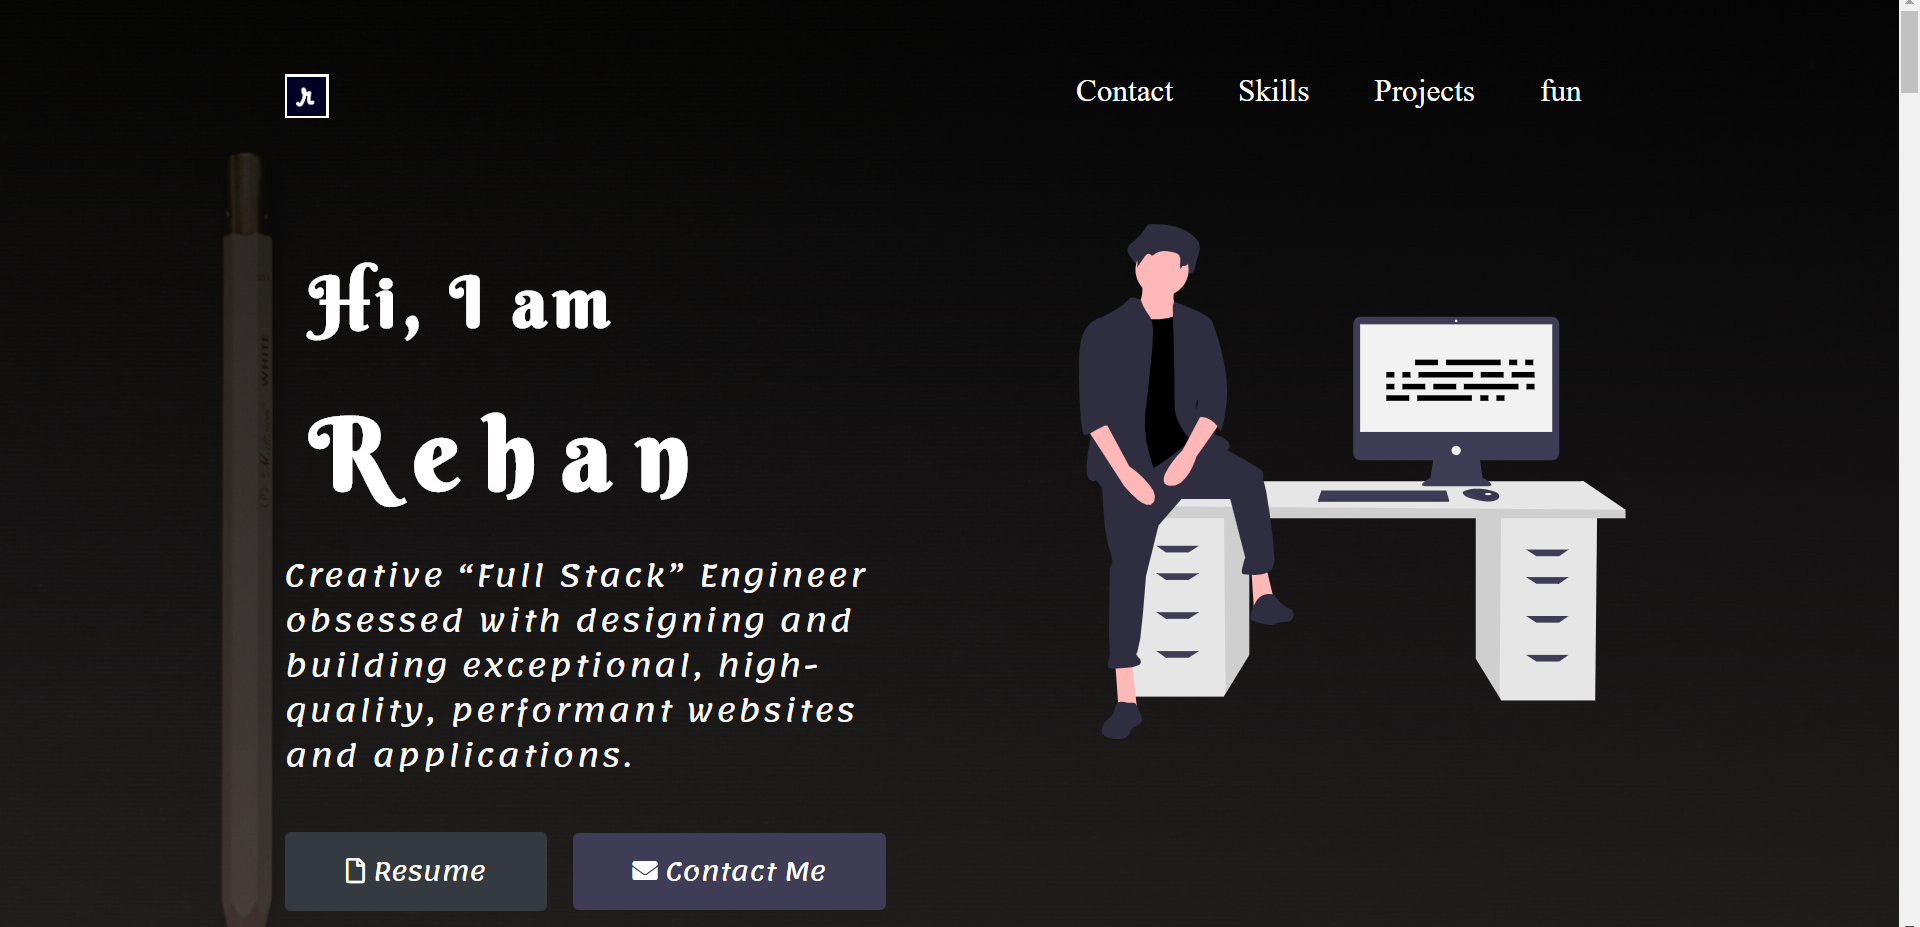 r
Contact Skills Projects fun
Hi, I am
Rehan
WHITE
Creative “Full Stack” Engineer
obsessed with designing and
building exceptional, high-
quality, performant websites
and applications.
Resume
Contact Me